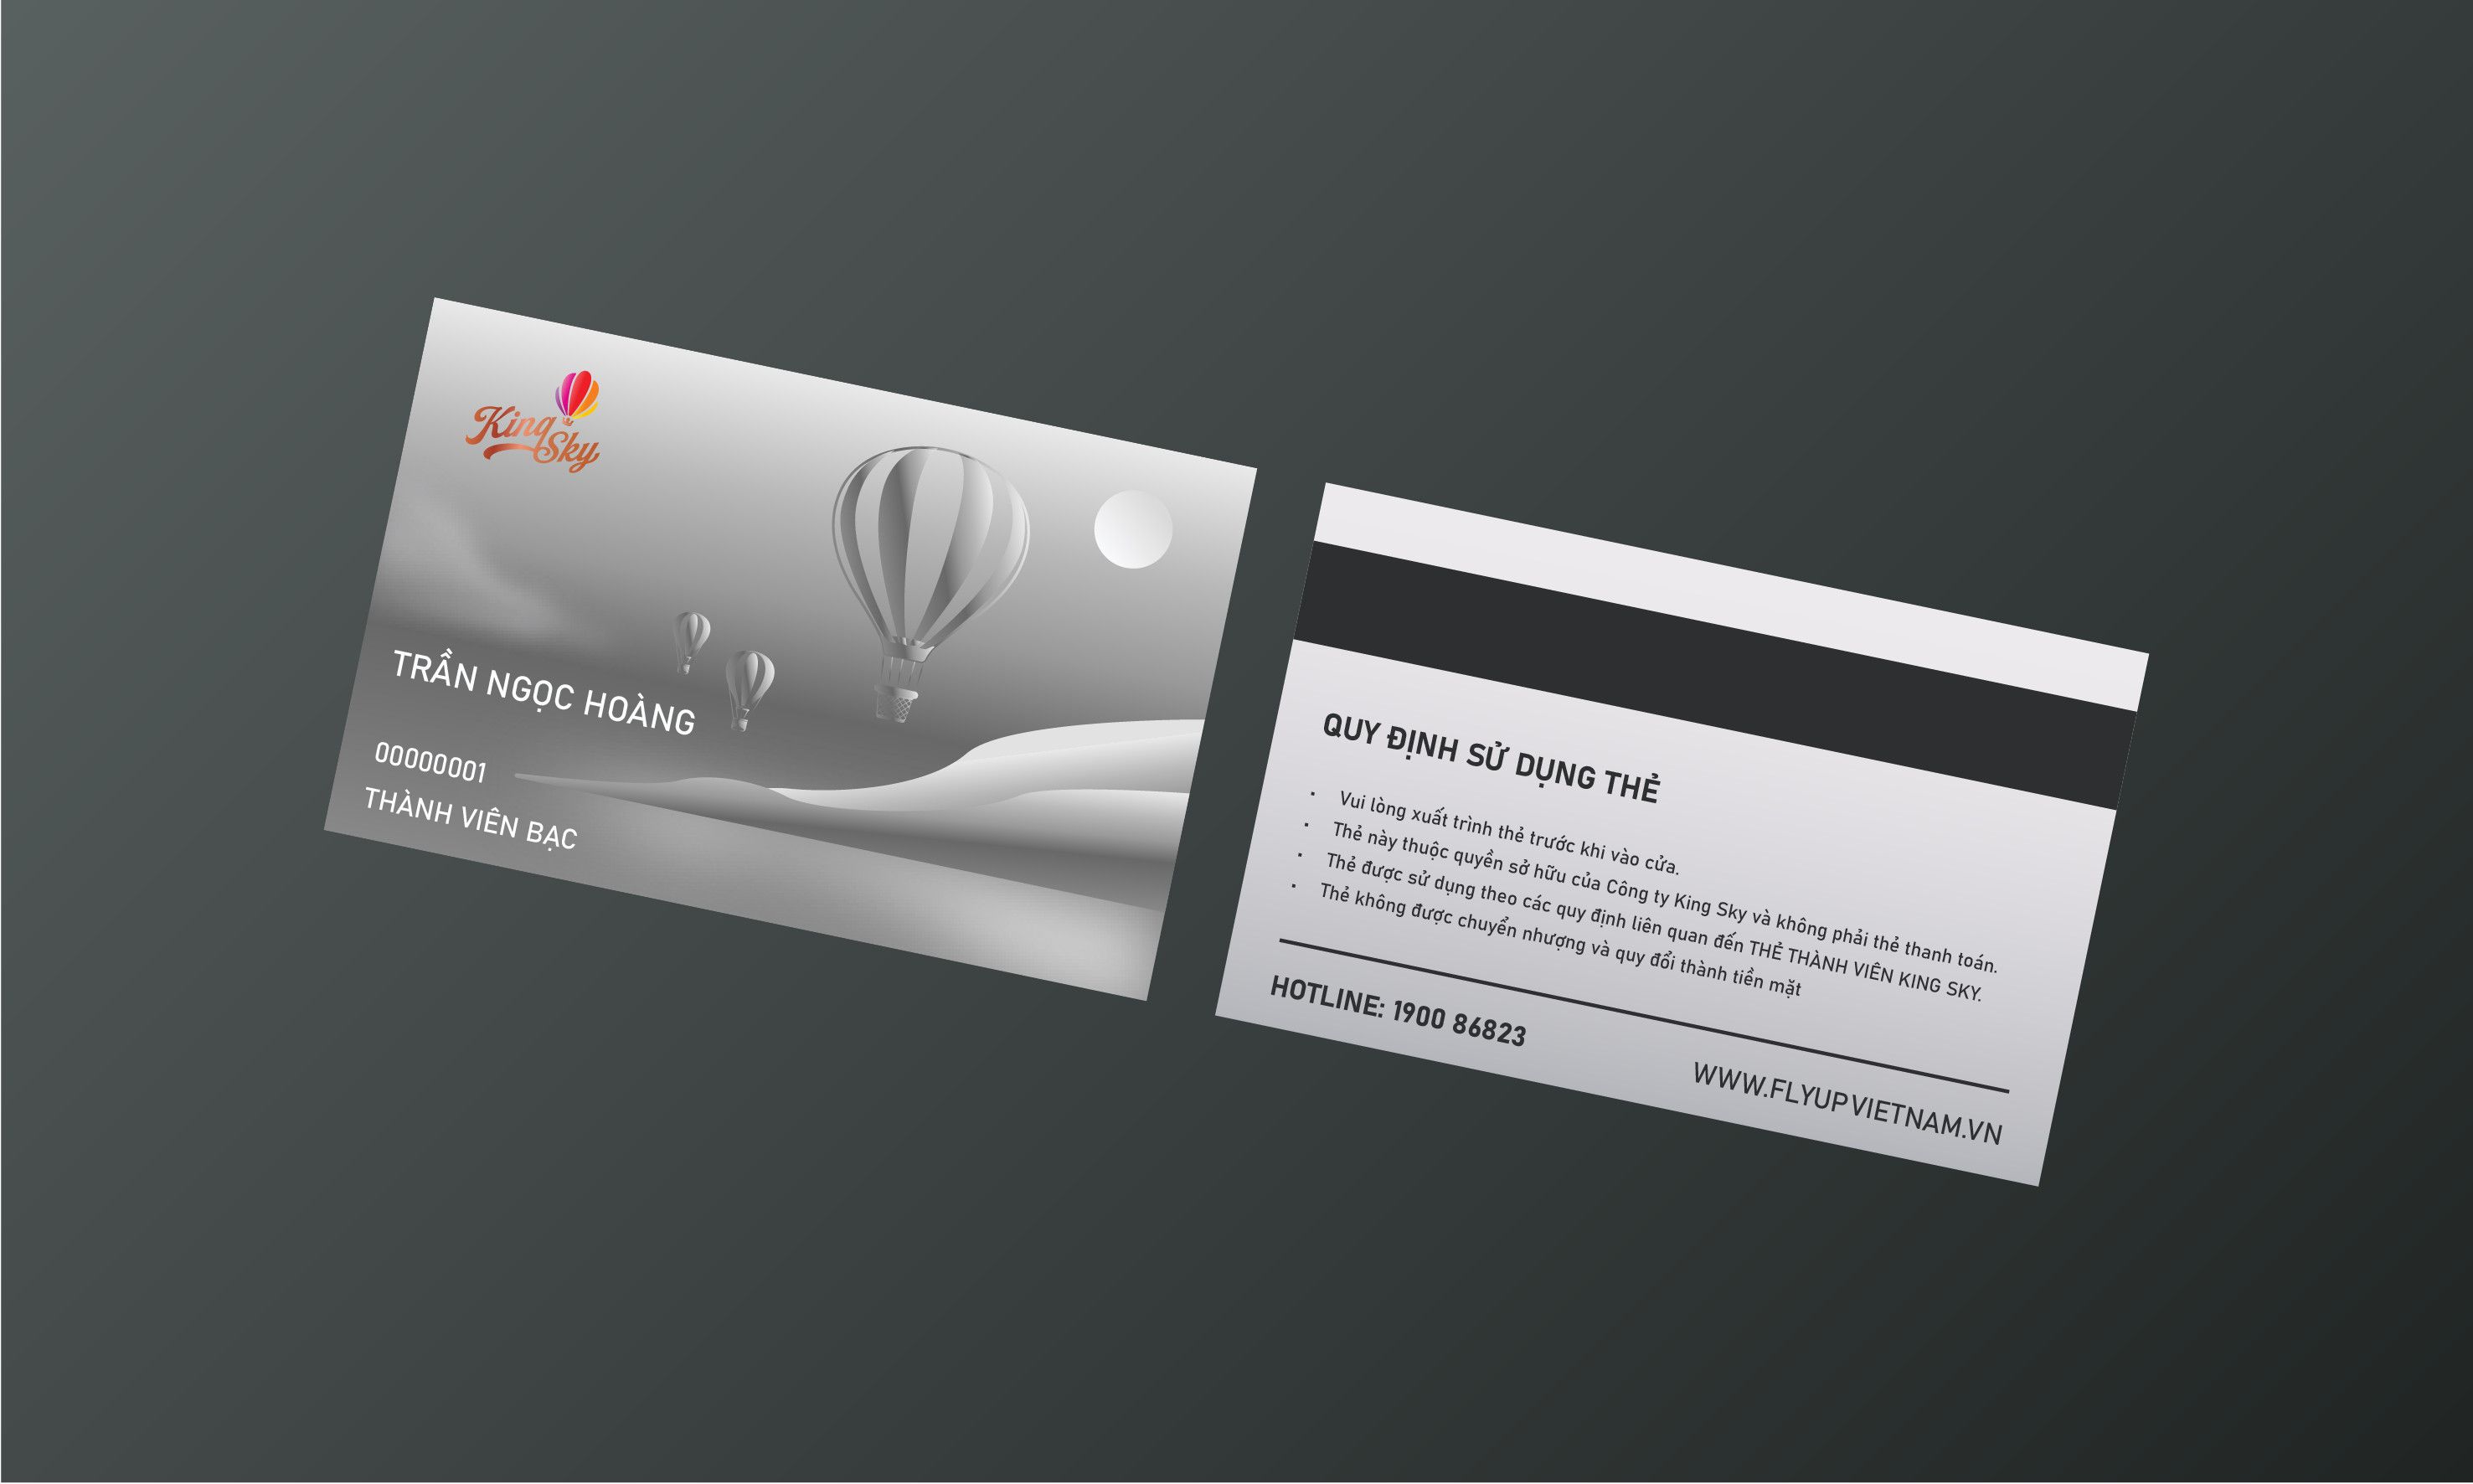 King
Sky
TRẦN NGỌC HOÀNG
00000001
THÀNH VIÊN BẠC
QUY ĐỊNH SỬ DỤNG THẺ
· Vui lòng xuất trình thẻ trước khi vào cửa.
· Thẻ này thuộc quyền sở hữu của Công ty King Sky và không phải thẻ thanh toán.
· Thẻ được sử dụng theo các quy định liên quan đến THẺ THÀNH VIÊN KING SKY.
· Thẻ không được chuyển nhượng và quy đổi thành tiền mặt
HOTLINE: 1900 86823
WWW.FLYUPVIETNAM.VN